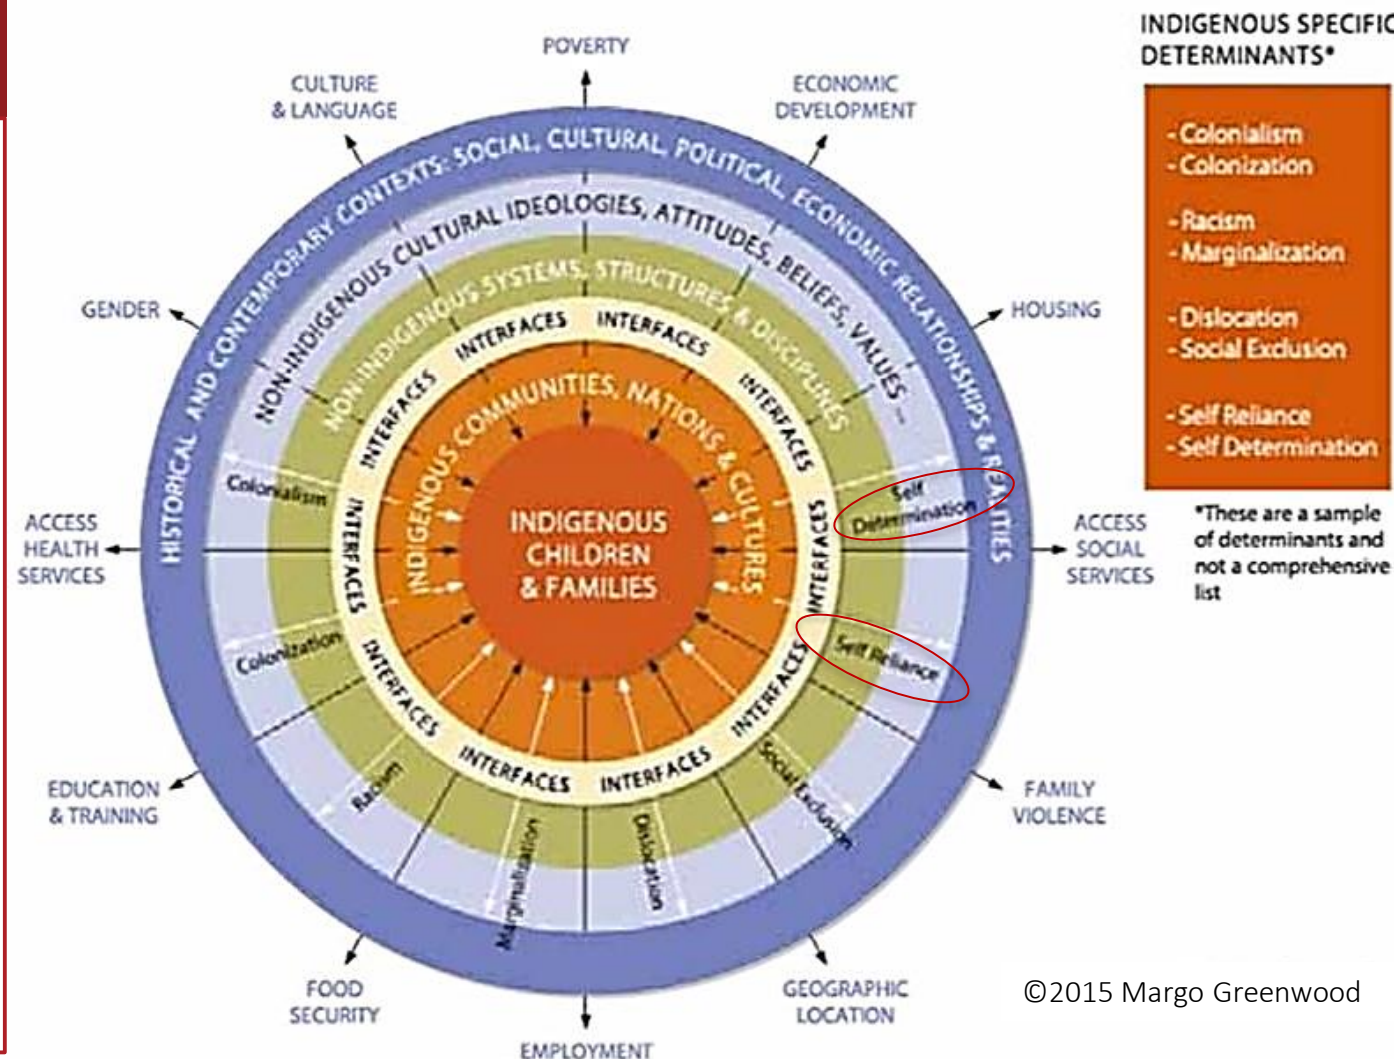 POVERTY
CULTURE
& LANGUAGE
ECONOMIC
DEVELOPMENT
GENDER
HOUSING
ACCESS
HEALTH
SERVICES
ACCESS
SOCIAL
SERVICES
EDUCATION
& TRAINING
FAMILY
VIOLENCE
FOOD
SECURITY
GEOGRAPHIC
LOCATION
EMPLOYMENT
HISTORICAL AND CONTEMPORARY CONTEXTS: SOCIAL, CULTURAL, POLITICAL, ECONOMIC RELATIONSHIPS & REALITIES
NON-INDIGENOUS CULTURAL IDEOLOGIES, ATTITUDES, BELIEFS, VALUES ...
NON-INDIGENOUS SYSTEMS, STRUCTURES & DISCIPLINES
INTERFACES
INTERFACES
INTERFACES
INTERFACES
INTERFACES
INTERFACES
INTERFACES
INTERFACES
INTERFACES
INTERFACES
INDIGENOUS COMMUNITIES, NATIONS & CULTURES
INDIGENOUS
CHILDREN
& FAMILIES
Colonialism
Colonization
Racism
Marginalization
Dislocation
Social Exclusion
Self Reliance
Self
Determination
INDIGENOUS SPECIFIC
DETERMINANTS*
- Colonialism
- Colonization
- Racism
- Marginalization
- Dislocation
- Social Exclusion
- Self Reliance
- Self Determination
*These are a sample
of determinants and
not a comprehensive
list
©2015 Margo Greenwood